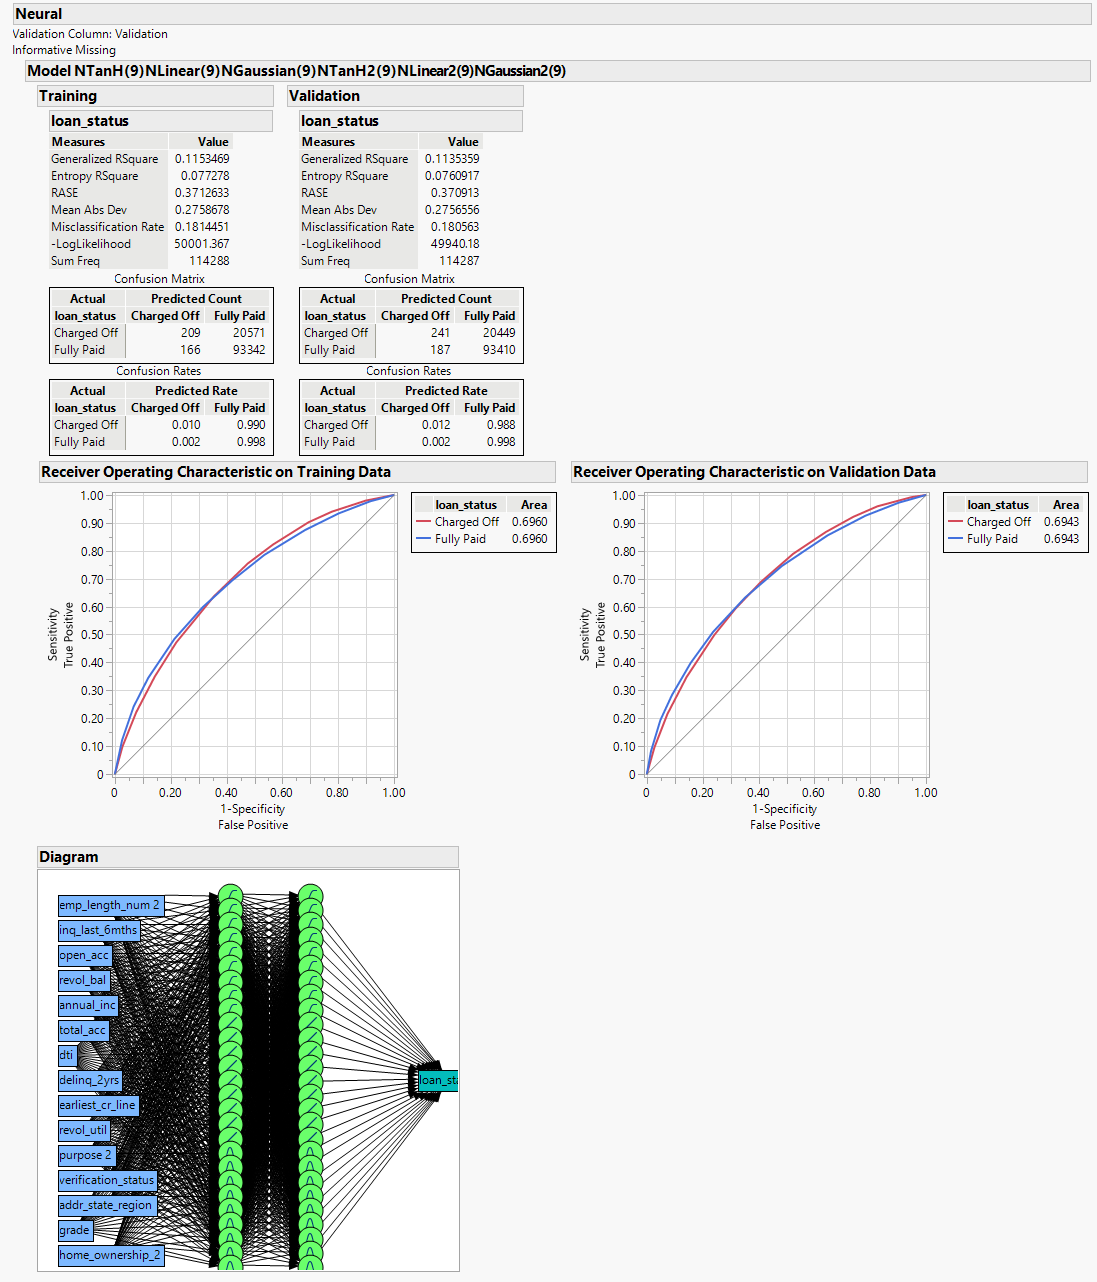 Neural
Validation Column: Validation
Informative Missing
Model NTanH(9)NLinear(9)NGaussian(9)NTanH2(9)NLinear2(9)NGaussian2(9)
Training
loan_status
Measures Value
Generalized RSquare 0.1153469
Entropy RSquare 0.077278
RASE 0.3712633
Mean Abs Dev 0.2758678
Misclassification Rate 0.1814451
-LogLikelihood 50001.367
Sum Freq 114288
Confusion Matrix
Actual Predicted Count
loan_status Charged Off Fully Paid
Charged Off 209 20571
Fully Paid 166 93342
Confusion Rates
Actual Predicted Rate
loan_status Charged Off Fully Paid
Charged Off 0.010 0.990
Fully Paid 0.002 0.998
Validation
loan_status
Measures Value
Generalized RSquare 0.1135359
Entropy RSquare 0.0760917
RASE 0.370913
Mean Abs Dev 0.2756556
Misclassification Rate 0.180563
-LogLikelihood 49940.18
Sum Freq 114287
Confusion Matrix
Actual Predicted Count
loan_status Charged Off Fully Paid
Charged Off 241 20449
Fully Paid 187 93410
Confusion Rates
Actual Predicted Rate
loan_status Charged Off Fully Paid
Charged Off 0.012 0.988
Fully Paid 0.002 0.998
Receiver Operating Characteristic on Training Data
1.00
0.90
0.80
0.70
0.60
0.50
0.40
0.30
0.20
0.10
0
Sensitivity
True Positive
0 0.20 0.40 0.60 0.80 1.00
1-Specificity
False Positive
loan_status Area
Charged Off 0.6960
Fully Paid 0.6960
Receiver Operating Characteristic on Validation Data
1.00
0.90
0.80
0.70
0.60
0.50
0.40
0.30
0.20
0.10
0
Sensitivity
True Positive
0 0.20 0.40 0.60 0.80 1.00
1-Specificity
False Positive
loan_status Area
Charged Off 0.6943
Fully Paid 0.6943
Diagram
emp_length_num 2
inq_last_6mths
open_acc
revol_bal
annual_inc
total_acc
dti
delinq_2yrs
earliest_cr_line
revol_util
purpose 2
verification_status
addr_state_region
grade
home_ownership_2
loan_sta